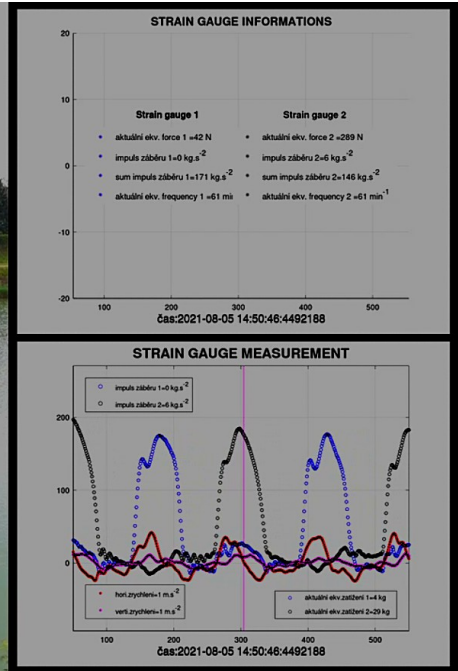 STRAIN GAUGE INFORMATIONS
20
10
0
-10
-20
Strain gauge 1 Strain gauge 2
aktuální ekv. force 1 =42 N aktuální ekv. force 2 =289 N
impuls záběru 1=0 kg.s-2 impuls záběru 2=6 kg.s-2
sum impuls záběru 1=171 kg.s-2 sum impuls záběru 2=146 kg.s-2
aktuální ekv. frequency 1 =61 min aktuální ekv. frequency 2 =61 min-1
100 200 300 400 500
čas:2021-08-05 14:50:46:4492188
STRAIN GAUGE MEASUREMENT
impuls záběru 1=0 kg.s-2
impuls záběru 2=6 kg.s-2
200
100
0
hori.zrychleni=1 m.s-2
verti.zrychleni=1 m.s-2
aktuální ekv.zatížení 1=4 kg
aktuální ekv.zatížení 2=29 kg
100 200 300 400 500
čas:2021-08-05 14:50:46:4492188